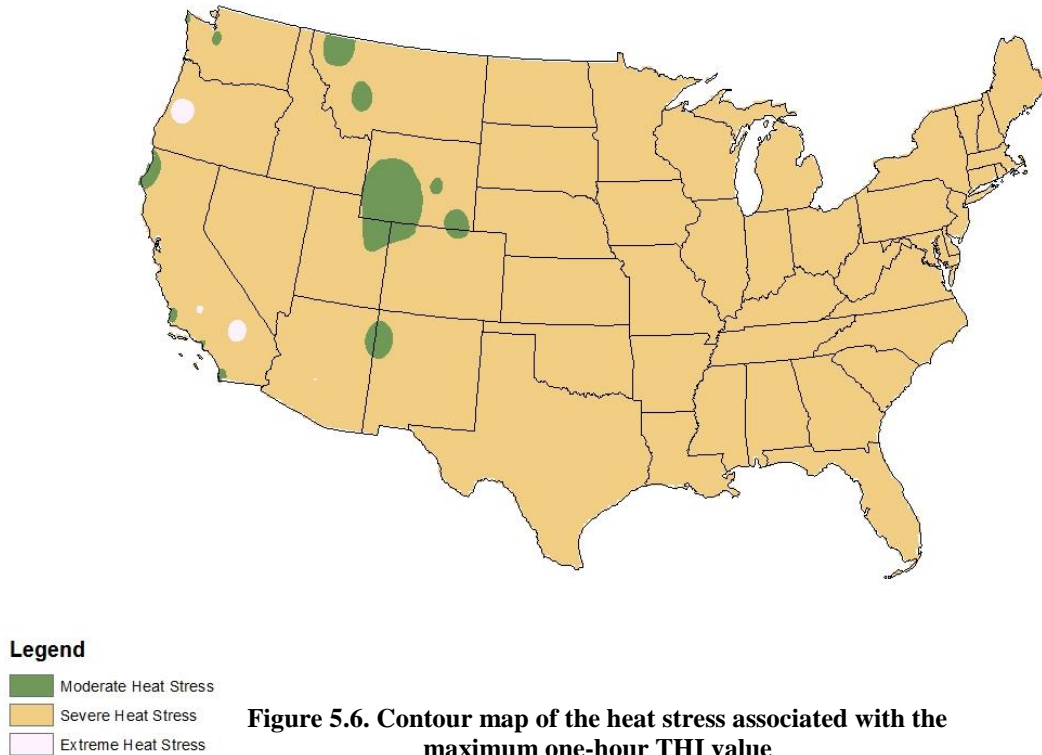 Legend
Moderate Heat Stress
Severe Heat Stress
Extreme Heat Stress
Figure 5.6. Contour map of the heat stress associated with the
maximum one-hour THI value